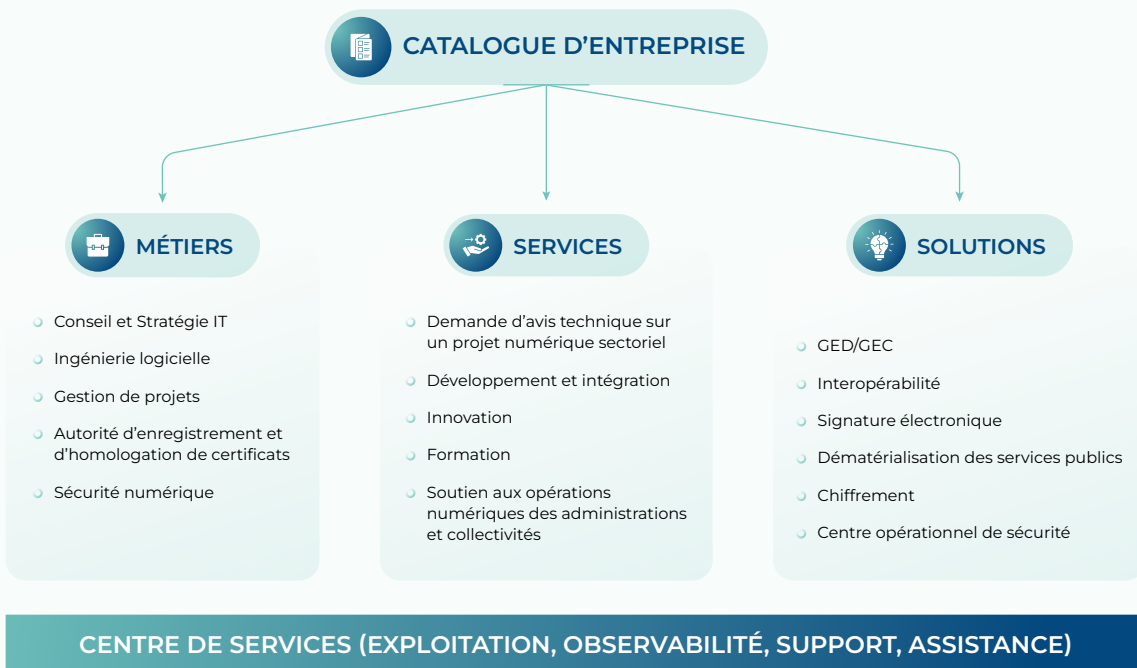 CATALOGUE D’ENTREPRISE
MÉTIERS
Conseil et Stratégie IT
Ingénierie logicielle
Gestion de projets
Autorité d’enregistrement et
d’homologation de certificats
Sécurité numérique
SERVICES
Demande d’avis technique sur
un projet numérique sectoriel
Développement et intégration
Innovation
Formation
Soutien aux opérations
numériques des administrations
et collectivités
SOLUTIONS
GED/GEC
Interopérabilité
Signature électronique
Dématérialisation des services publics
Chiffrement
Centre opérationnel de sécurité
CENTRE DE SERVICES (EXPLOITATION, OBSERVABILITÉ, SUPPORT, ASSISTANCE)